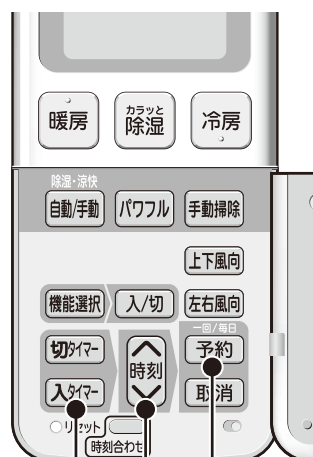 暖房
カラッと
除湿
冷房
除湿・涼快
自動/手動
パワフル
手動掃除
上下風向
機能選択
入/切
左右風向
一回/毎日
切タイマー
時刻
予約
入タイマー
取消
リセット
時刻合わせ